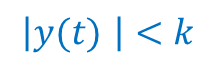 |y(t) | < k